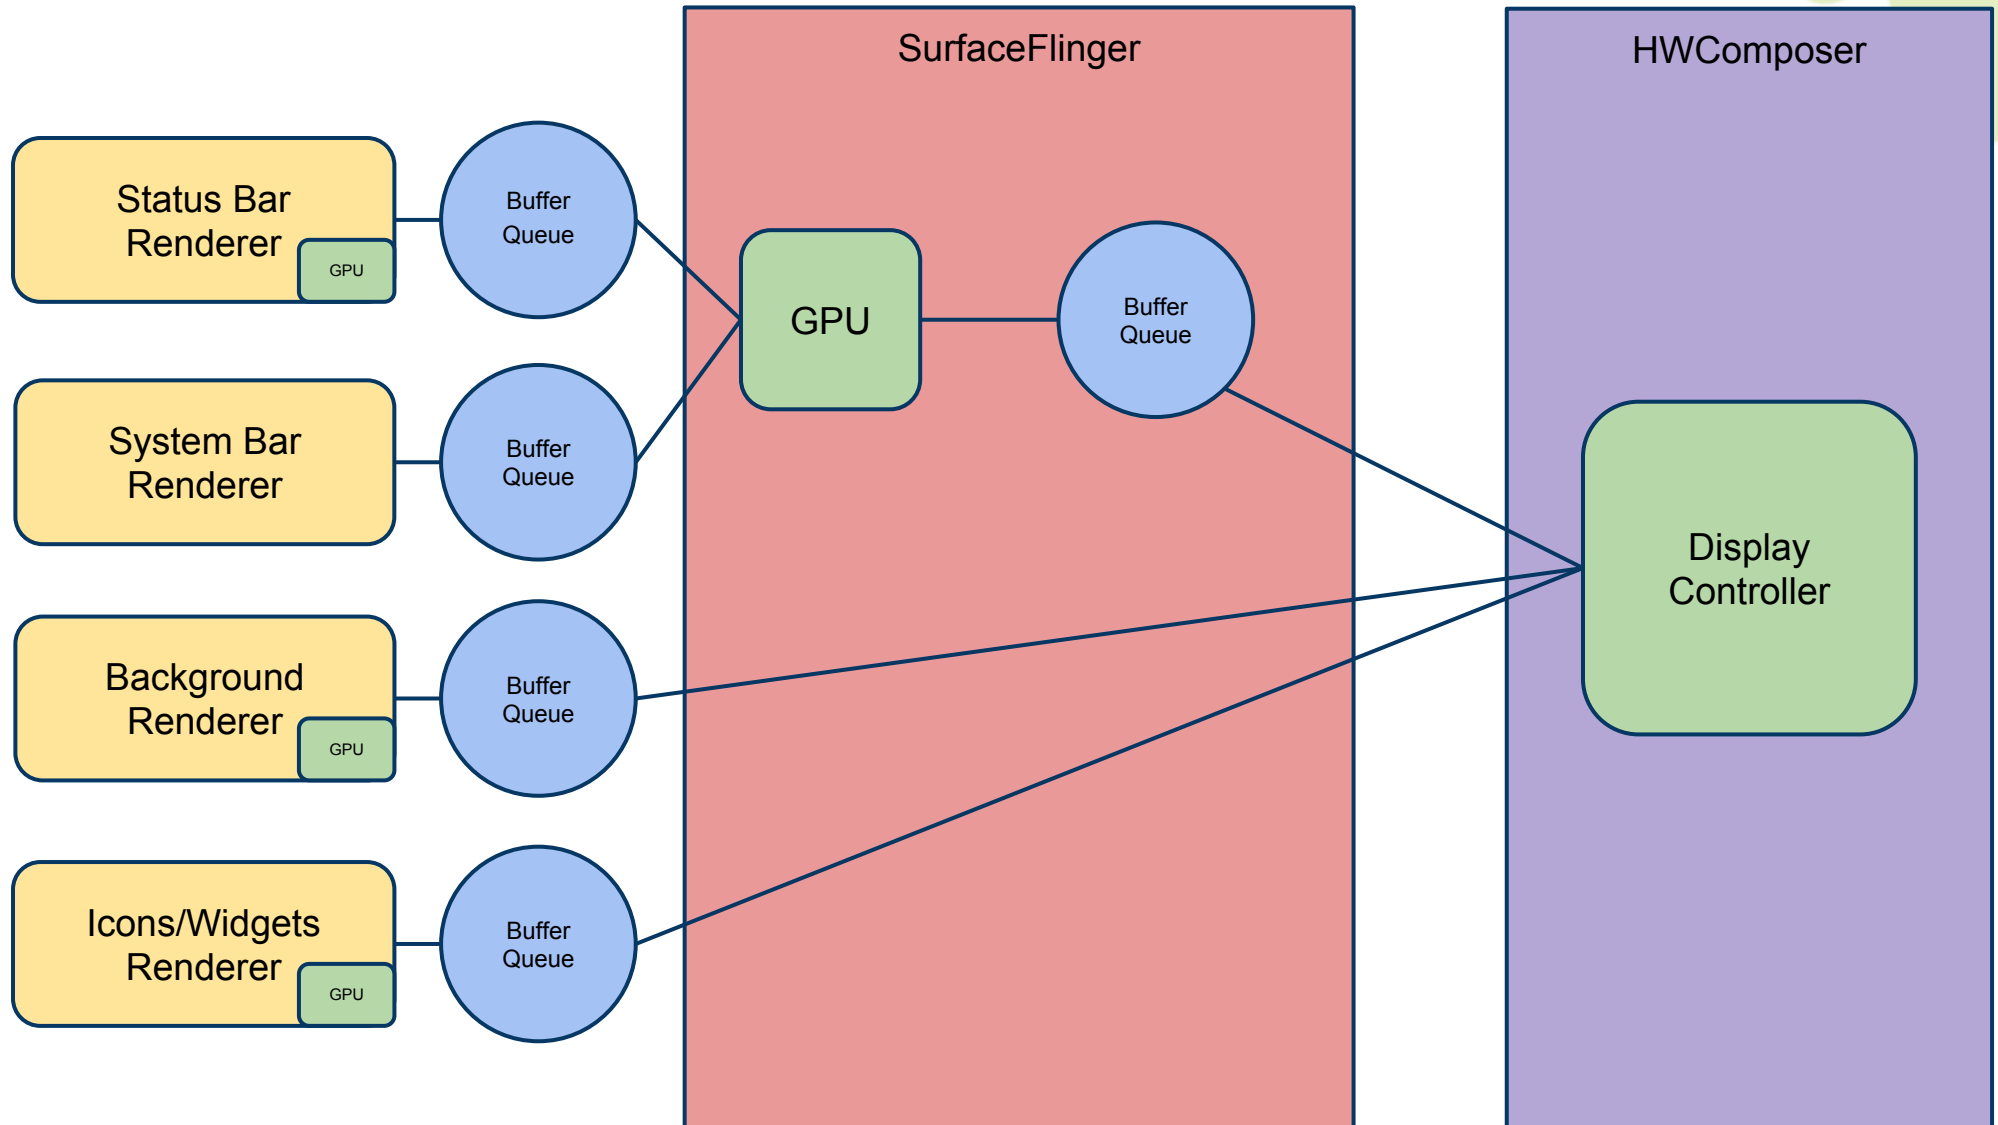 SurfaceFlinger
HWComposer
Status Bar
Renderer
GPU
Buffer
Queue
GPU
Buffer
Queue
System Bar
Renderer
Buffer
Queue
Display
Controller
Background
Renderer
GPU
Buffer
Queue
Icons/Widgets
Renderer
GPU
Buffer
Queue